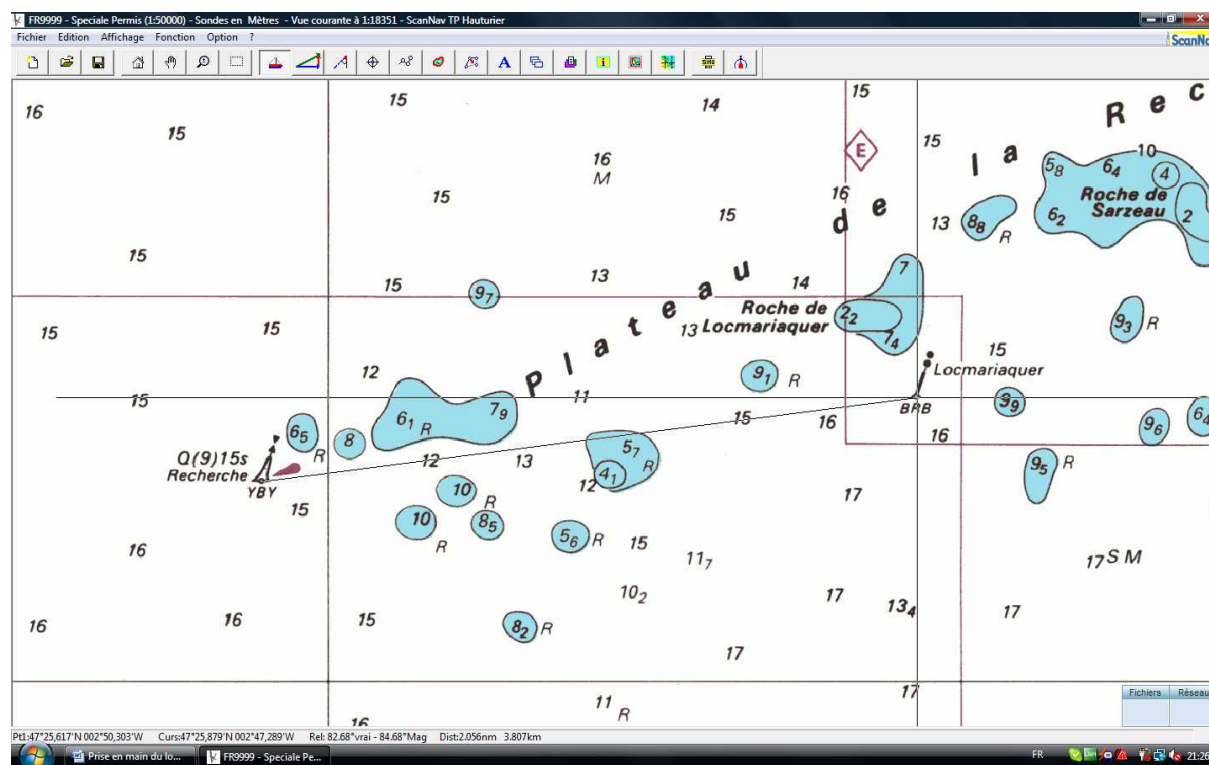 FR9999 - Speciale Permis (1:50000) - Sondes en Mètres - Vue courante à 1:18351 - ScanNav TP Hauturier
Fichier Edition Affichage Fonction Option ?
ScanNa
15 15
16 14 R e c
15 15 10
16 E l a 5 8 6 4 4
M
15 16 Roche de
15 d e 13 8 8 R 6 2 Sarzeau 2
15 13 u 7
15 9 7 a 14
15 15 e Roche de 2 2 9 3 R
t 13 Locmariaquer 7 4 15
12 a 9 1 R Locmariaquer
15 P l 11 9 9
6 1 R 7 9 15 16 BRB 9 6 6 4
6 5 8 16
Q(9)15s R 12 13 5 7 R
Recherche 4 1 9 5 R
YBY 10 R 12 17
15
16 10 R 8 5 5 6 R 15 11 7 17 S M
10 2 17 13 4 17
16 16 15 8 2 R
17
17
11 R
16
Fichiers Réseau
Pt1:47°25,617'N 002°50,303'W Curs:47°25,879'N 002°47,289'W Rel: 82.68°vrai - 84.68°Mag Dist:2.056nm 3.807km
Prise en main du lo... FR9999 - Speciale Pe... FR 21:26